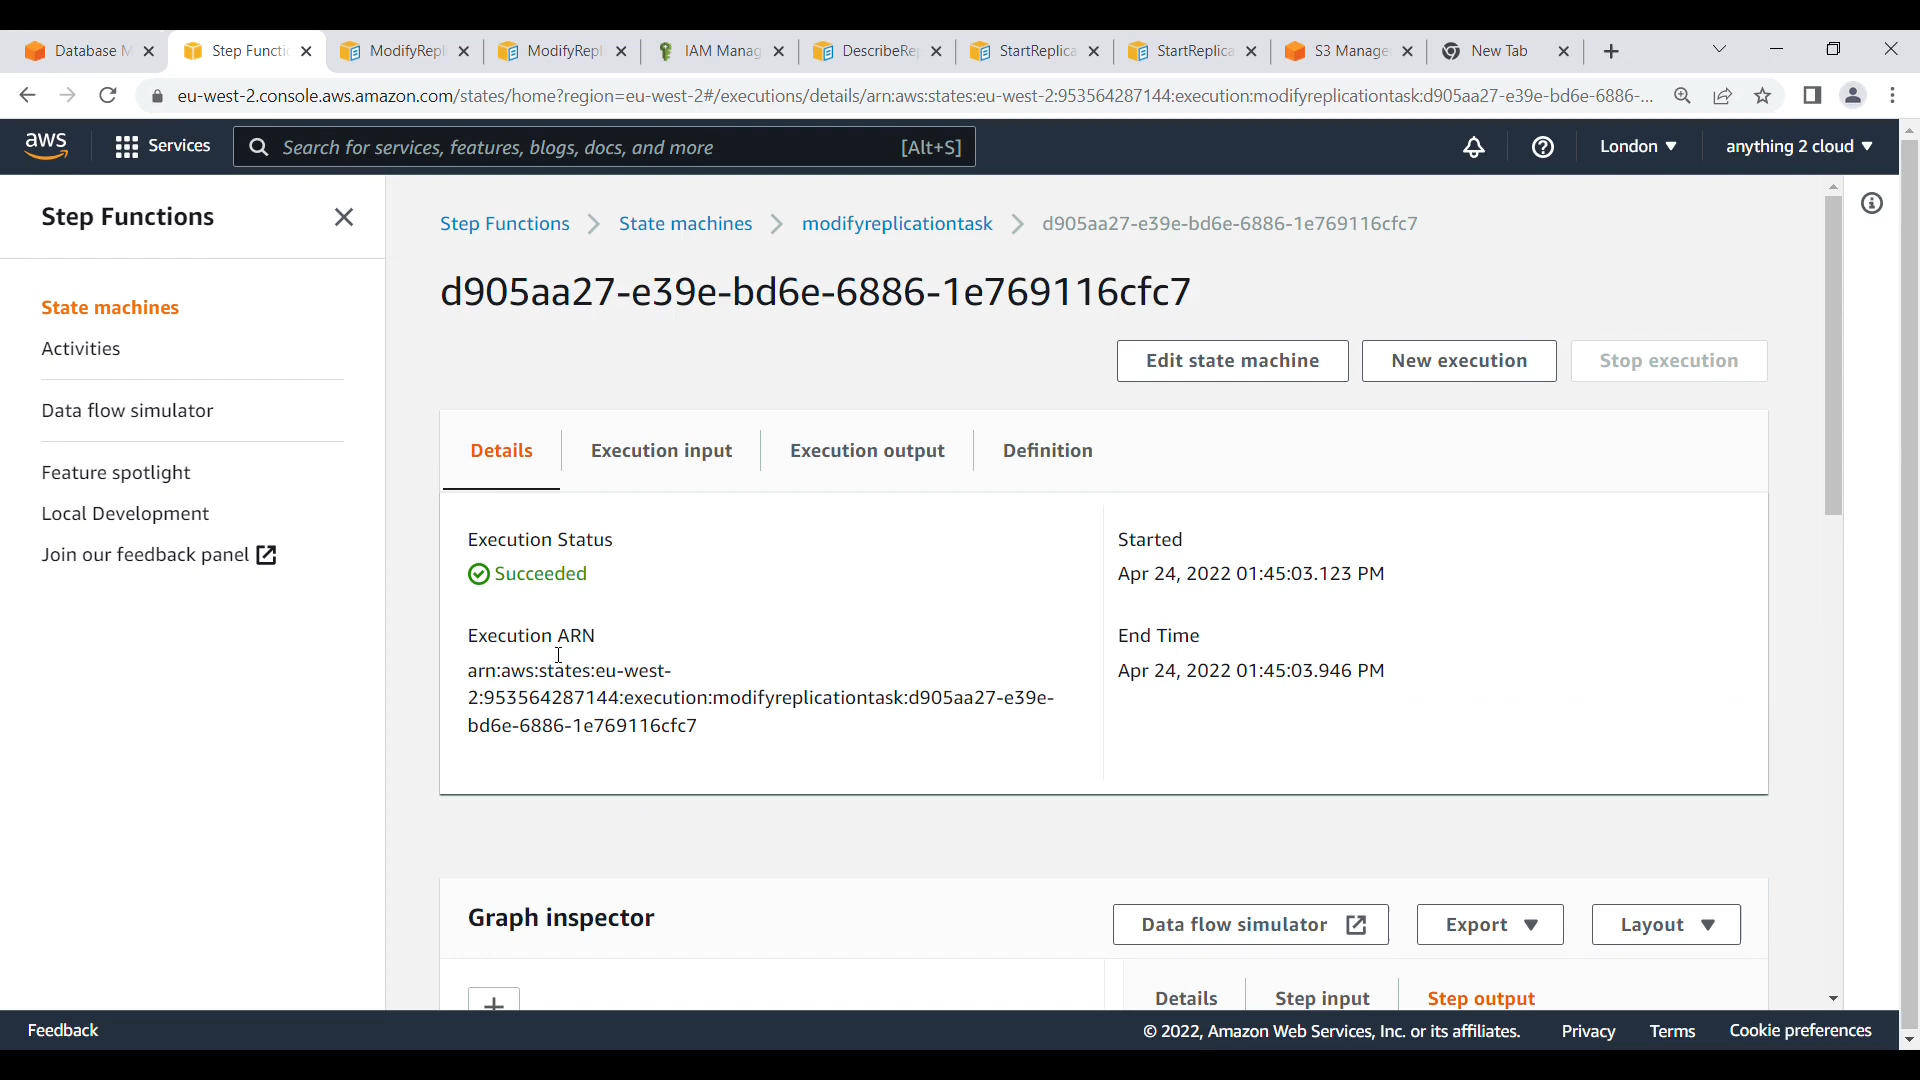 Database M
Step Functi
ModifyRepl
ModifyRepl
IAM Manag
DescribeRe
StartReplica
StartReplica
S3 Manage
New Tab
eu-west-2.console.aws.amazon.com/states/home?region=eu-west-2#/executions/details/arn:aws:states:eu-west-2:953564287144:execution:modifyreplicationtask:d905aa27-e39e-bd6e-6886-...
aws
Services
Search for services, features, blogs, docs, and more
[Alt+S]
London
anything 2 cloud
Step Functions
State machines
Activities
Data flow simulator
Feature spotlight
Local Development
Join our feedback panel
Step Functions > State machines > modifyreplicationtask > d905aa27-e39e-bd6e-6886-1e769116cfc7
d905aa27-e39e-bd6e-6886-1e769116cfc7
Edit state machine
New execution
Stop execution
Details
Execution input
Execution output
Definition
Execution Status
Succeeded
Execution ARN
arn:aws:states:eu-west-
2:953564287144:execution:modifyreplicationtask:d905aa27-e39e-
bd6e-6886-1e769116cfc7
Started
Apr 24, 2022 01:45:03.123 PM
End Time
Apr 24, 2022 01:45:03.946 PM
Graph inspector
Data flow simulator
Export
Layout
Details
Step input
Step output
Feedback
© 2022, Amazon Web Services, Inc. or its affiliates.
Privacy
Terms
Cookie preferences